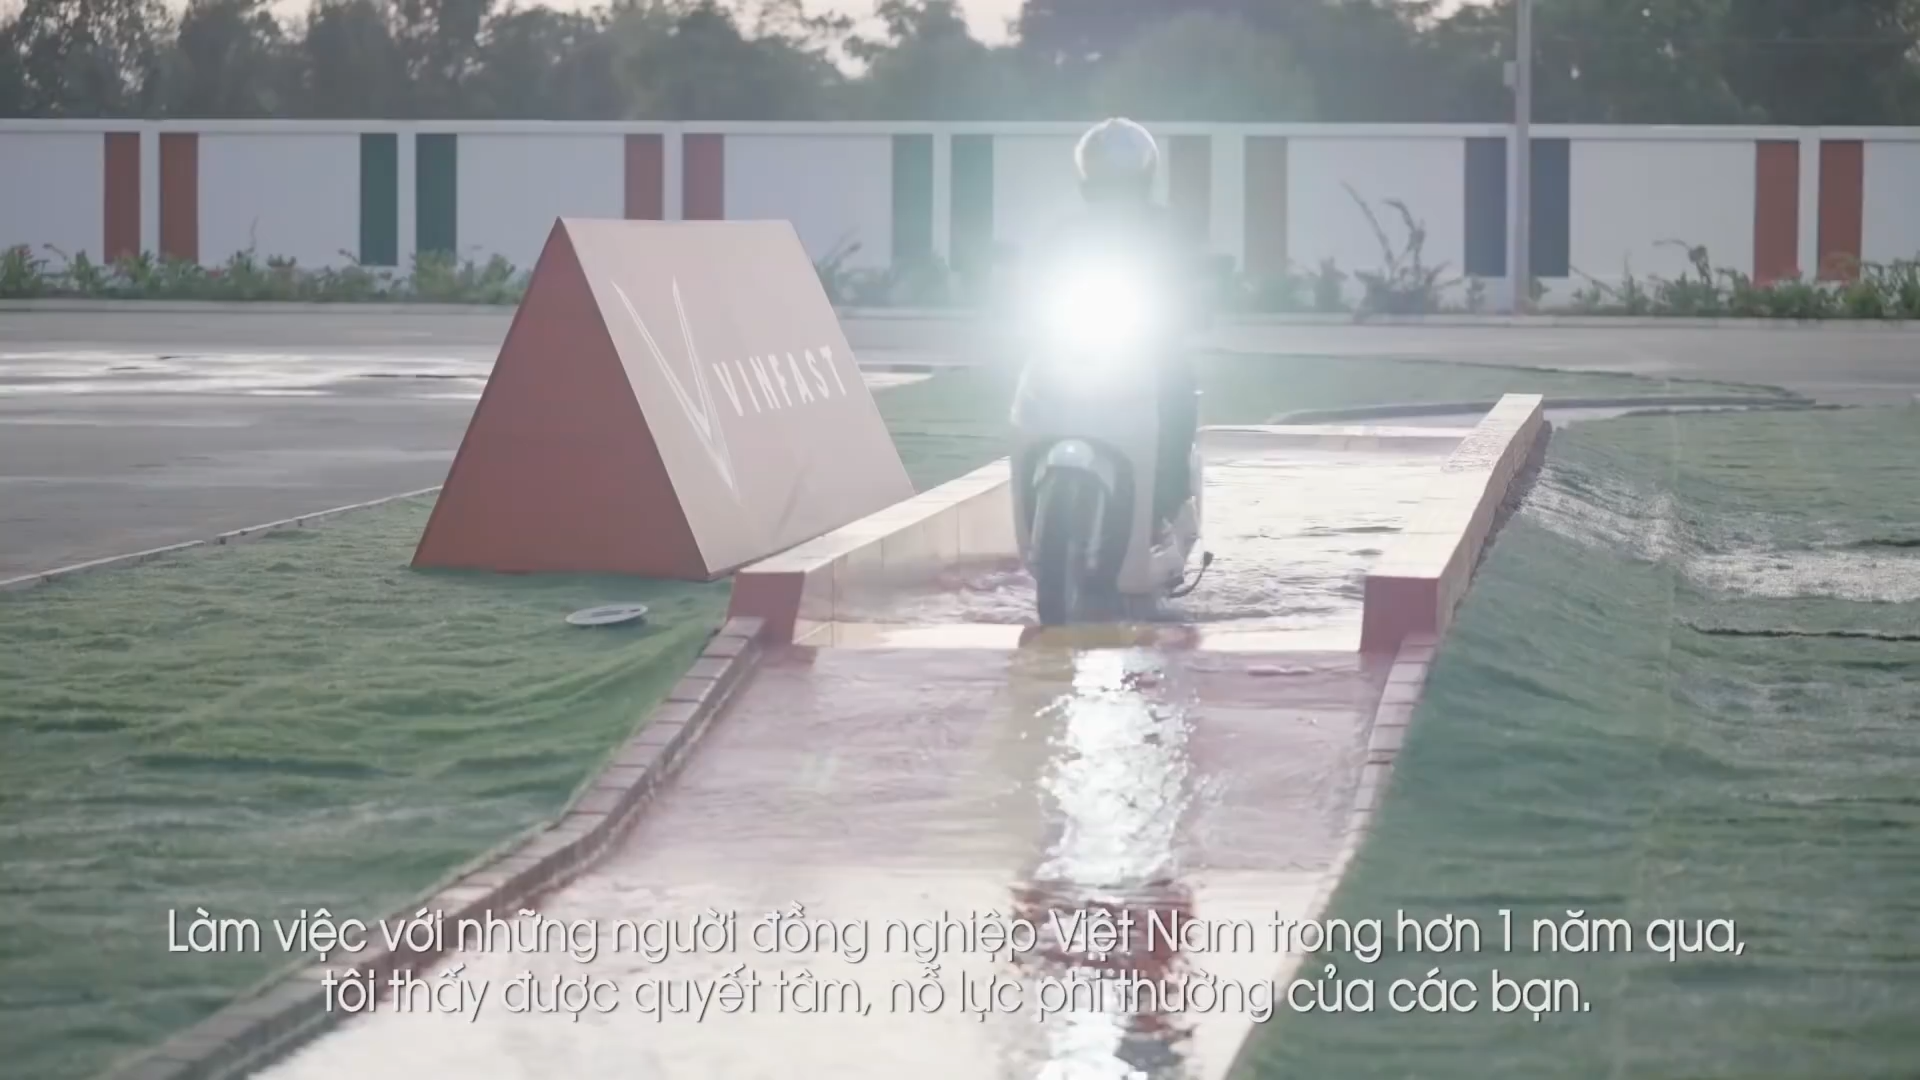 VINFAST
Làm việc với những người đồng nghiệp Việt Nam trong hơn 1 năm qua,
tôi thấy được quyết tâm, nỗ lực phi thường của các bạn.